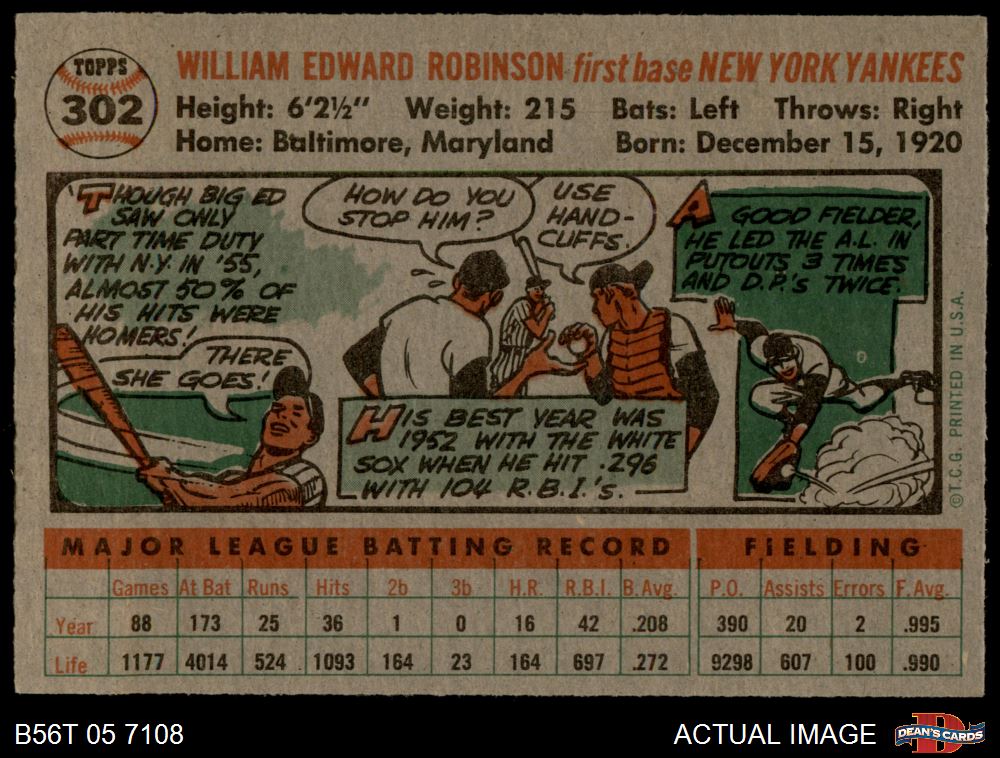 TOPPS
302
WILLIAM EDWARD ROBINSON first base NEW YORK YANKEES
Height: 6'2½" Weight: 215 Bats: Left Throws: Right
Home: Baltimore, Maryland Born: December 15, 1920
THOUGH BIG ED
SAW ONLY
PART TIME DUTY
WITH N.Y. IN '55,
ALMOST 50% OF
HIS HITS WERE
HOMERS!
THERE
SHE GOES!
HOW DO YOU
STOP HIM?
USE
HAND-
CUFFS.
HIS BEST YEAR WAS
1952 WITH THE WHITE
SOX WHEN HE HIT .296
WITH 104 R.B.I.'s.
A GOOD FIELDER,
HE LED THE A.L. IN
PUTOUTS 3 TIMES
AND D.P.'s TWICE.
©T.C.G. PRINTED IN U.S.A.
MAJOR LEAGUE BATTING RECORD FIELDING
Games At Bat Runs Hits 2b 3b H.R. R.B.I. B.Avg. P.O. Assists Errors F.Avg.
Year 88 173 25 36 1 0 16 42 .208 390 20 2 .995
Life 1177 4014 524 1093 164 23 164 697 .272 9298 607 100 .990
B56T 05 7108 ACTUAL IMAGE DEAN'S CARDS